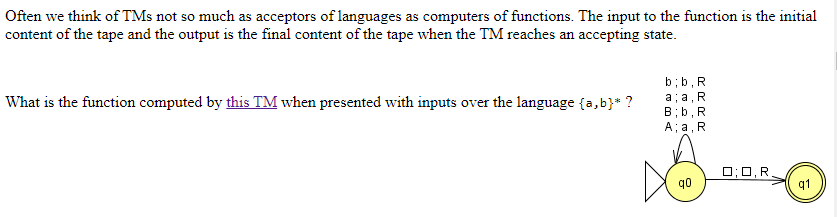 Often we think of TMs not so much as acceptors of languages as computers of functions. The input to the function is the initial
content of the tape and the output is the final content of the tape when the TM reaches an accepting state.
What is the function computed by this TM when presented with inputs over the language {a,b}* ?
b ; b , R
a ; a , R
B ; b , R
A ; a , R
□ ; □ , R
q0
q1